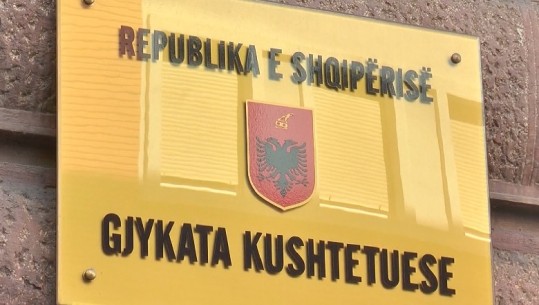 REPUBLIKA E SHQIPËRISË
GJYKATA KUSHTETUESE